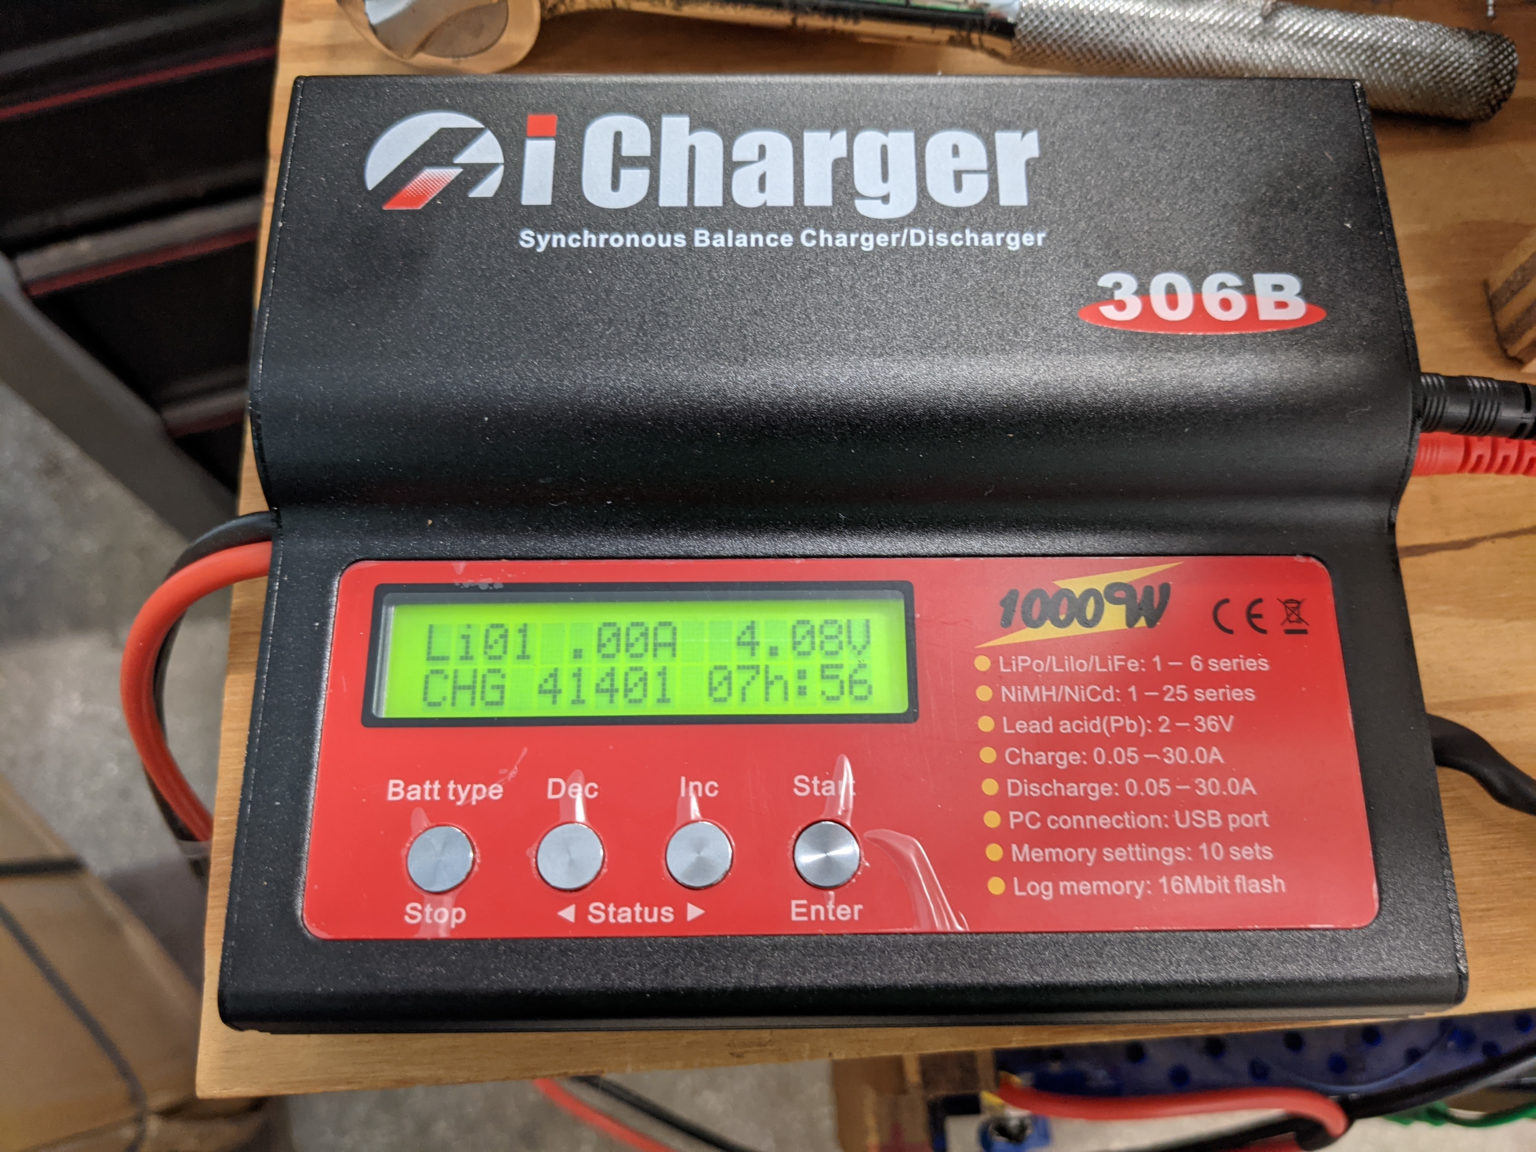 iCharger
Synchronous Balance Charger/Discharger
306B
Li01 .00A 4.08V
CHG 41401 07h:56
1000W
CE
LiPo/LiIo/LiFe: 1 – 6 series
NiMH/NiCd: 1 – 25 series
Lead acid(Pb): 2 – 36V
Charge: 0.05 – 30.0A
Discharge: 0.05 – 30.0A
PC connection: USB port
Memory settings: 10 sets
Log memory: 16Mbit flash
Batt type Dec Inc Start
Stop ◄ Status ► Enter